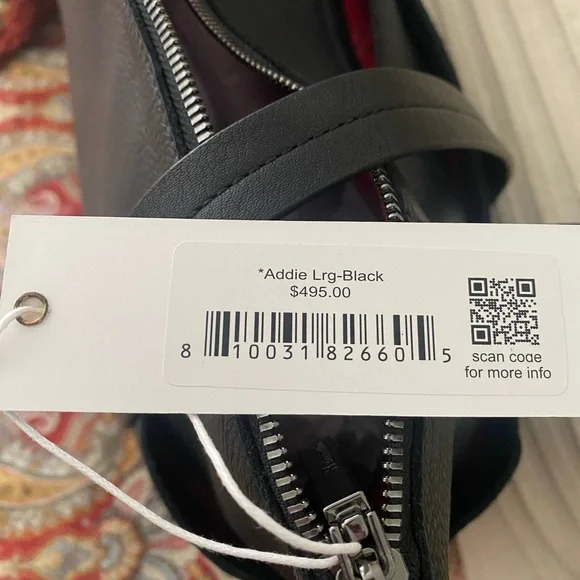 *Addie Lrg-Black
$495.00
8 10031 82660 5
scan code
for more info